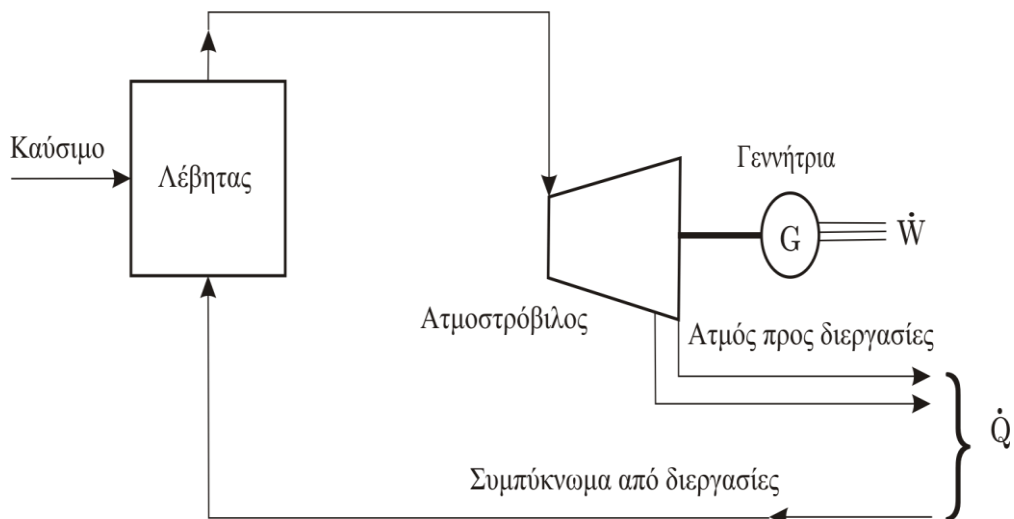 Καύσιμο
Λέβητας
Γεννήτρια
G
Ẇ
Ατμοστρόβιλος
Ατμός προς διεργασίες
Q̇
Συμπύκνωμα από διεργασίες